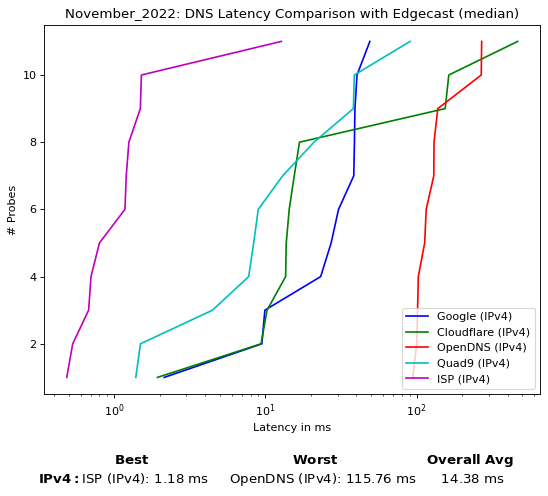 November_2022: DNS Latency Comparison with Edgecast (median)
# Probes
10
8
6
4
2
Google (IPv4)
Cloudflare (IPv4)
OpenDNS (IPv4)
Quad9 (IPv4)
ISP (IPv4)
10⁰ 10¹ 10²
Latency in ms
Best Worst Overall Avg
IPv4: ISP (IPv4): 1.18 ms OpenDNS (IPv4): 115.76 ms 14.38 ms